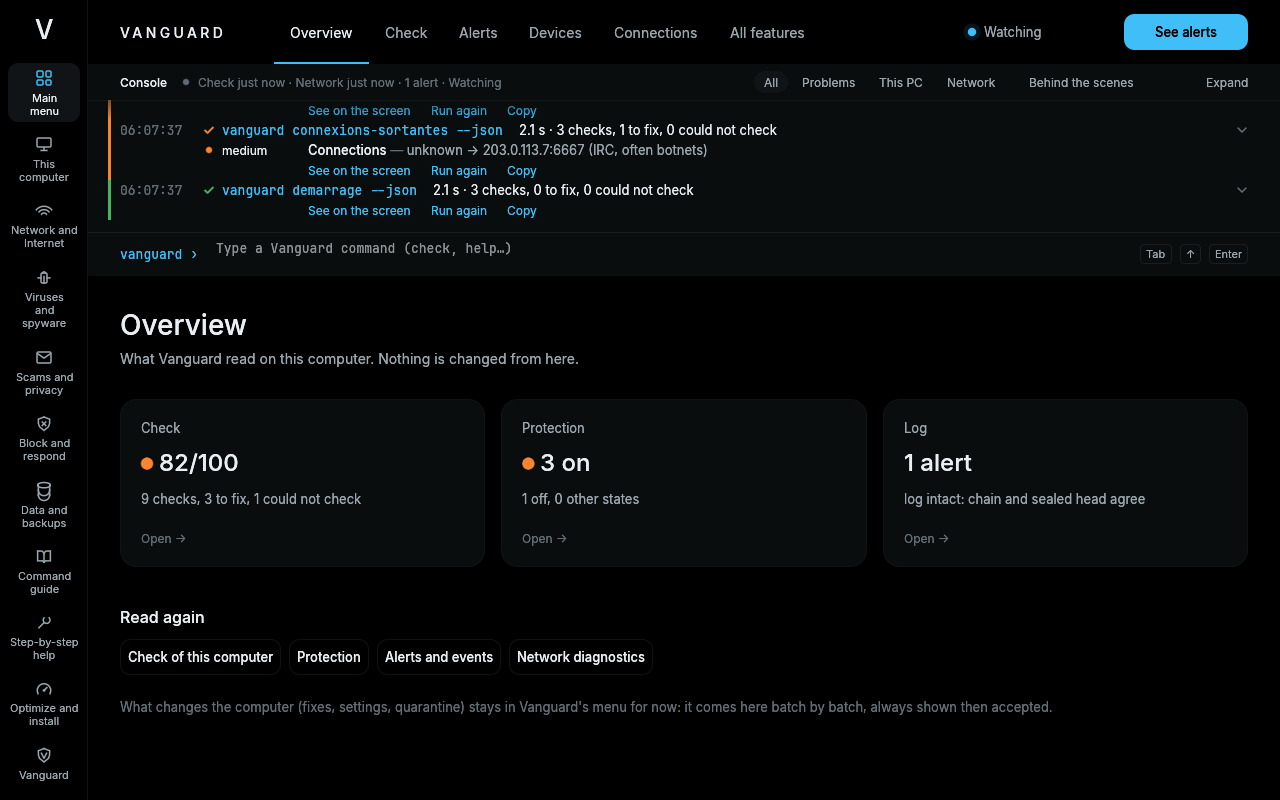 V
VANGUARD
Overview
Check
Alerts
Devices
Connections
All features
Watching
See alerts
Main menu
This computer
Network and Internet
Viruses and spyware
Scams and privacy
Block and respond
Data and backups
Command guide
Step-by-step help
Optimize and install
Vanguard
Console
Check just now · Network just now · 1 alert · Watching
All
Problems
This PC
Network
Behind the scenes
Expand
See on the screen Run again Copy
06:07:37 vanguard connexions-sortantes --json 2.1 s · 3 checks, 1 to fix, 0 could not check
medium Connections — unknown → 203.0.113.7:6667 (IRC, often botnets)
See on the screen Run again Copy
06:07:37 vanguard demarrage --json 2.1 s · 3 checks, 0 to fix, 0 could not check
See on the screen Run again Copy
vanguard › Type a Vanguard command (check, help…)
Tab ↑ Enter
Overview
What Vanguard read on this computer. Nothing is changed from here.
Check
82/100
9 checks, 3 to fix, 1 could not check
Open →
Protection
3 on
1 off, 0 other states
Open →
Log
1 alert
log intact: chain and sealed head agree
Open →
Read again
Check of this computer
Protection
Alerts and events
Network diagnostics
What changes the computer (fixes, settings, quarantine) stays in Vanguard's menu for now: it comes here batch by batch, always shown then accepted.